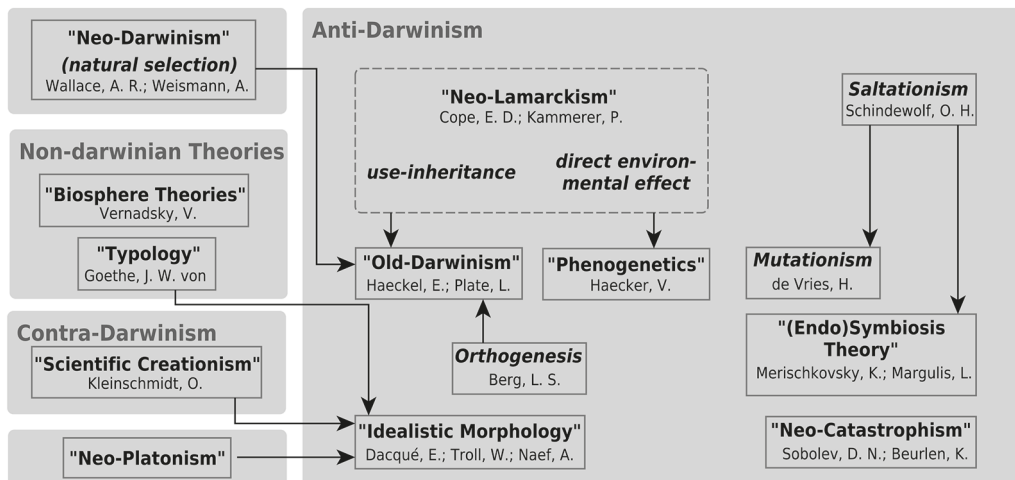 "Neo-Darwinism"
(natural selection)
Wallace, A. R.; Weismann, A.
Non-darwinian Theories
"Biosphere Theories"
Vernadsky, V.
"Typology"
Goethe, J. W. von
Contra-Darwinism
"Scientific Creationism"
Kleinschmidt, O.
"Neo-Platonism"
Anti-Darwinism
"Neo-Lamarckism"
Cope, E. D.; Kammerer, P.
use-inheritance
direct environ-
mental effect
"Old-Darwinism"
Haeckel, E.; Plate, L.
"Phenogenetics"
Haecker, V.
Orthogenesis
Berg, L. S.
"Idealistic Morphology"
Dacqué, E.; Troll, W.; Naef, A.
Saltationism
Schindewolf, O. H.
Mutationism
de Vries, H.
"(Endo)Symbiosis
Theory"
Merischkovsky, K.; Margulis, L.
"Neo-Catastrophism"
Sobolev, D. N.; Beurlen, K.